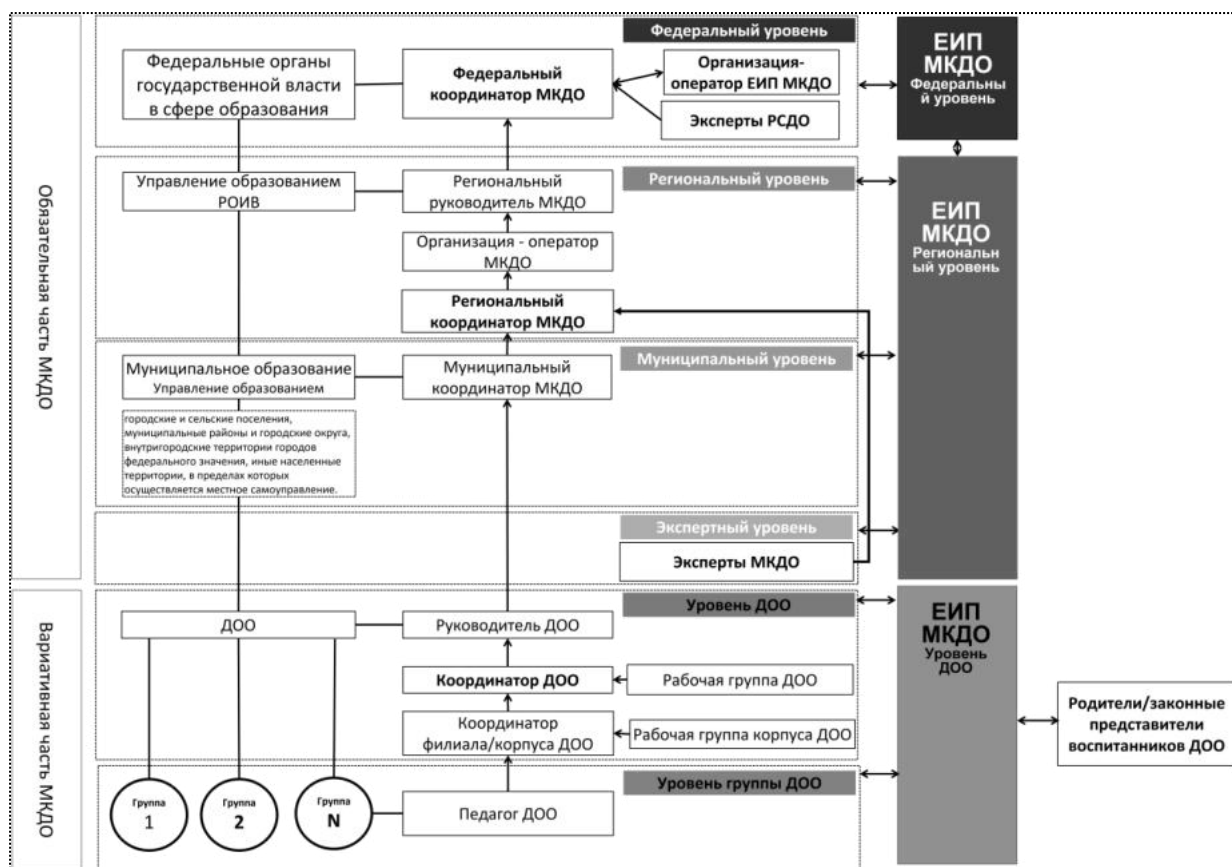 Обязательная часть МКДО
Федеральный уровень
Федеральные органы
государственной власти
в сфере образования
Федеральный
координатор МКДО
Организация-
оператор ЕИП МКДО
Эксперты РСДО
ЕИП
МКДО
Федеральны
й уровень
Региональный уровень
Управление образованием
РОИВ
Региональный
руководитель МКДО
Организация - оператор
МКДО
Региональный
координатор МКДО
ЕИП
МКДО
Региональн
ый уровень
Муниципальный уровень
Муниципальное образование
Управление образованием
Муниципальный
координатор МКДО
городские и сельские поселения,
муниципальные районы и городские округа,
внутригородские территории городов
федерального значения, иные населенные
территории, в пределах которых
осуществляется местное самоуправление.
Экспертный уровень
Эксперты МКДО
Вариативная часть МКДО
Уровень ДОО
ДОО
Руководитель ДОО
Координатор ДОО
Рабочая группа ДОО
Координатор
филиала/корпуса ДОО
Рабочая группа корпуса ДОО
ЕИП
МКДО
Уровень
ДОО
Родители/законные
представители
воспитанников ДОО
Уровень группы ДОО
Группа
1
Группа
2
Группа
N
Педагог ДОО